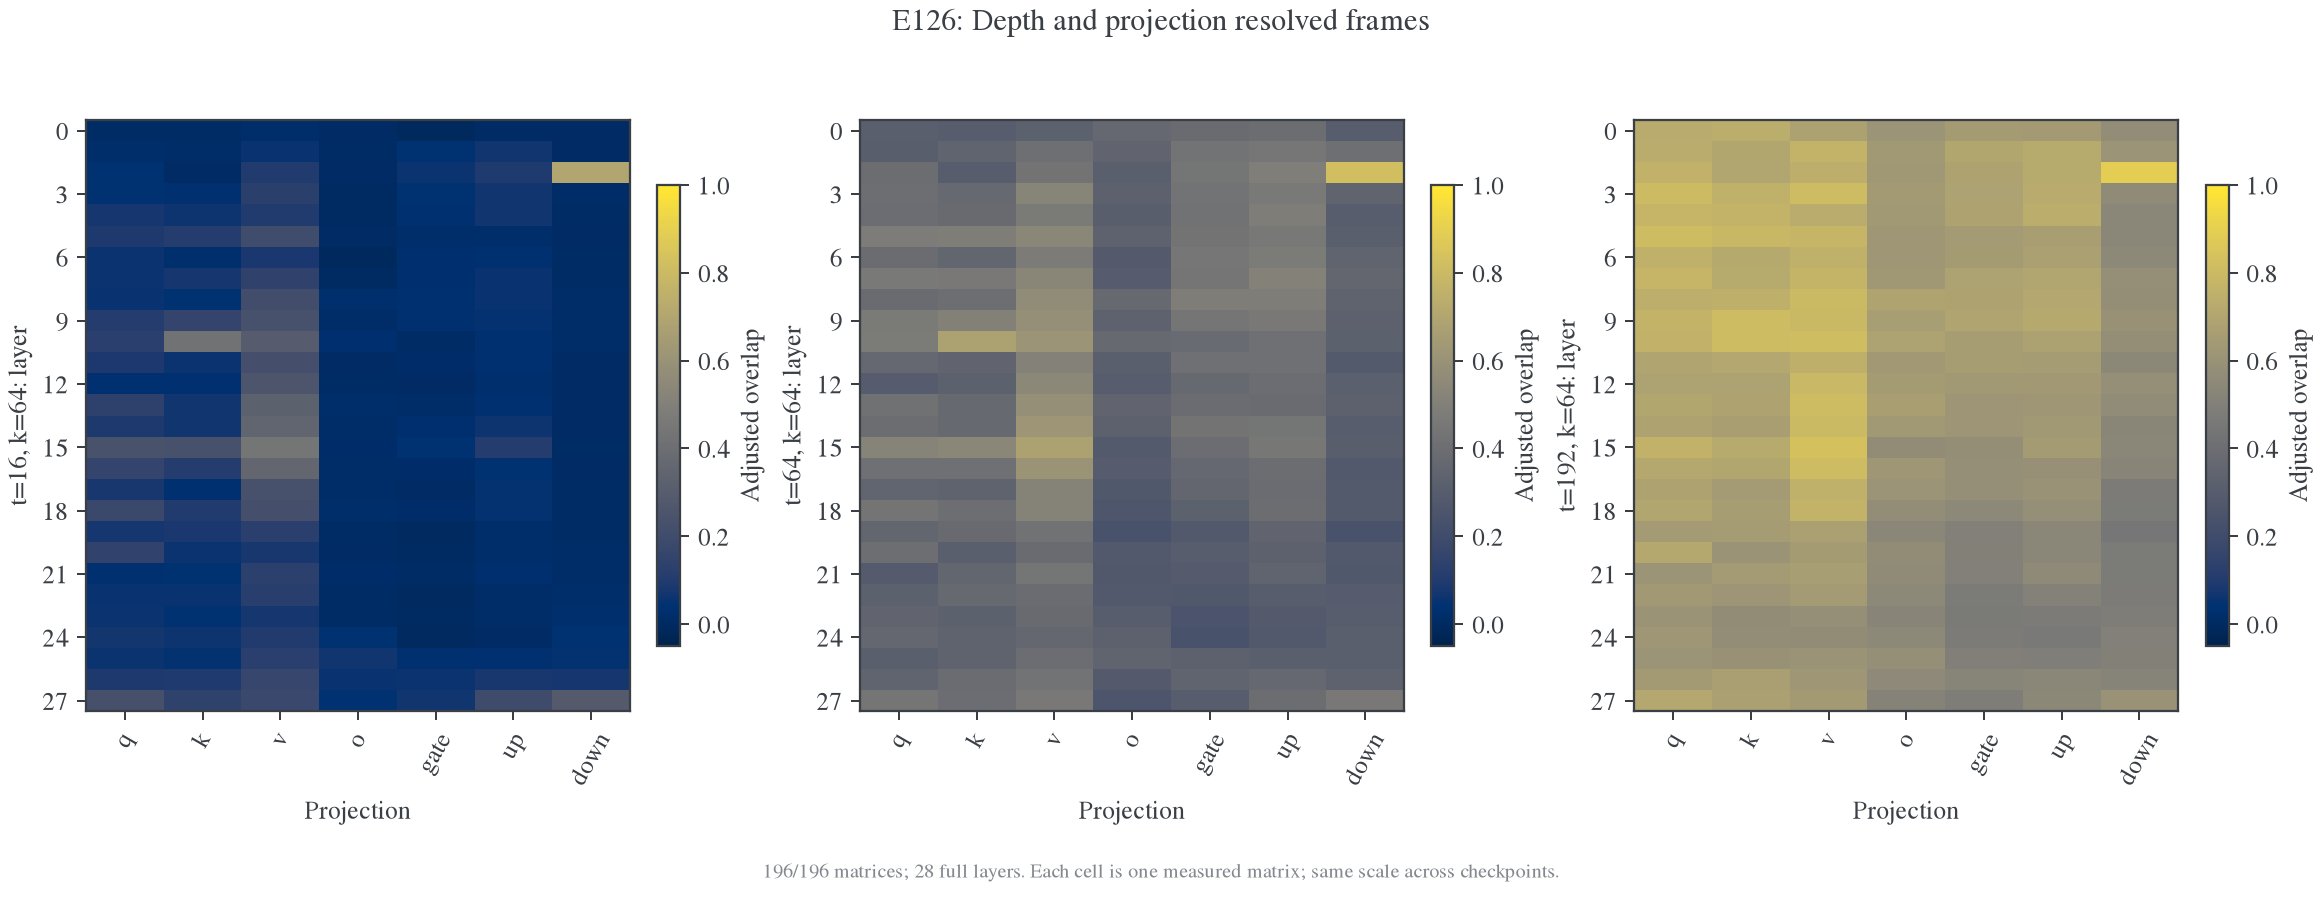 E126: Depth and projection resolved frames
t=16, k=64: layer
0
3
6
9
12
15
18
21
24
27
q
k
v
o
gate
up
down
Projection
1.0
0.8
0.6
0.4
0.2
0.0
Adjusted overlap
t=64, k=64: layer
0
3
6
9
12
15
18
21
24
27
q
k
v
o
gate
up
down
Projection
1.0
0.8
0.6
0.4
0.2
0.0
Adjusted overlap
t=192, k=64: layer
0
3
6
9
12
15
18
21
24
27
q
k
v
o
gate
up
down
Projection
1.0
0.8
0.6
0.4
0.2
0.0
Adjusted overlap
196/196 matrices; 28 full layers. Each cell is one measured matrix; same scale across checkpoints.